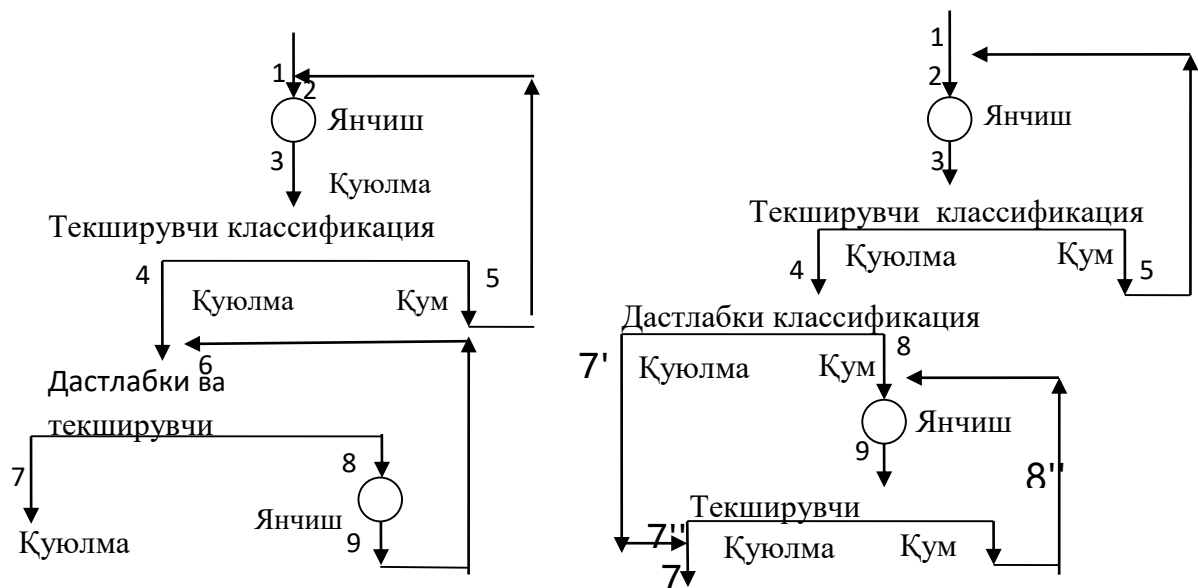 1
2
Янчиш
3
Қуюлма
Текширувчи классификация
4
Қуюлма
Қум
5
6
Дастлабки ва
текширувчи
7
8
Янчиш
9
Қуюлма
1
2
Янчиш
3
Текширувчи классификация
4
Қуюлма
Қум
5
Дастлабки классификация
7'
Қуюлма
Қум
8
Янчиш
9
8"
Текширувчи
7"
Қуюлма
Қум
7